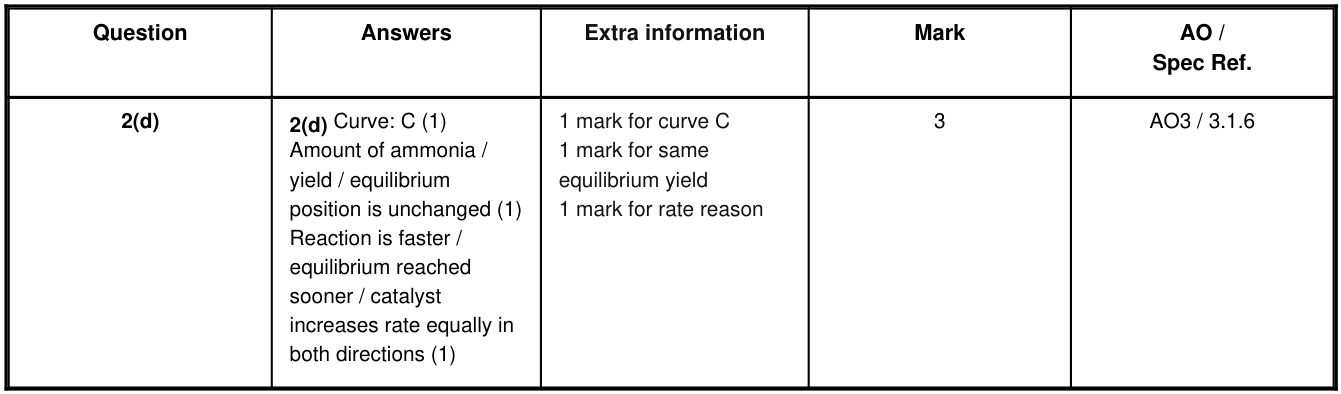 Question Answers Extra information Mark AO /
Spec Ref.
2(d) 2(d) Curve: C (1) 1 mark for curve C 3 AO3 / 3.1.6
Amount of ammonia / 1 mark for same
yield / equilibrium equilibrium yield
position is unchanged (1) 1 mark for rate reason
Reaction is faster /
equilibrium reached
sooner / catalyst
increases rate equally in
both directions (1)